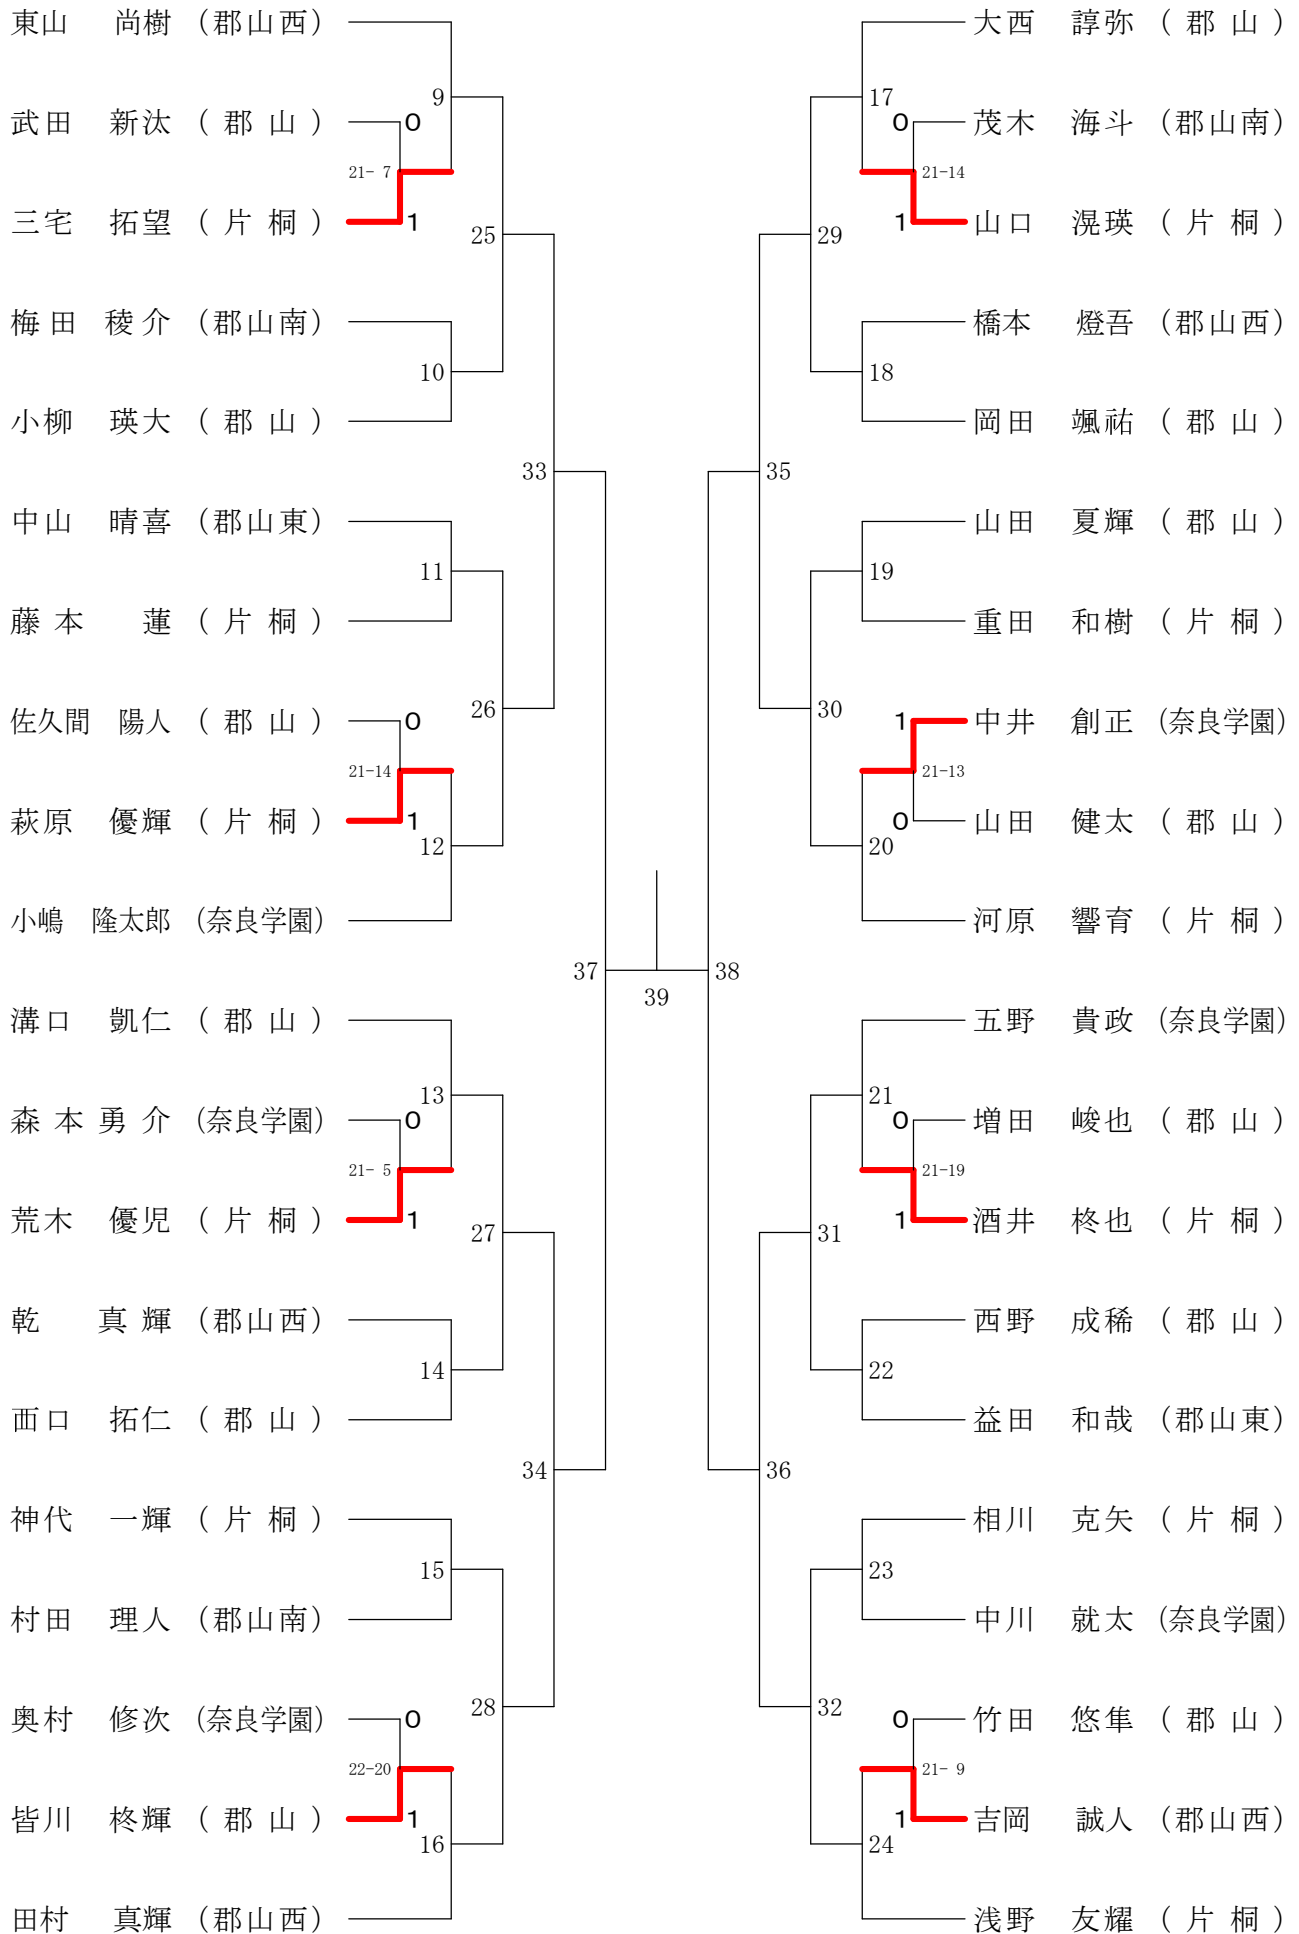 東山 尚樹 (郡山西)
9
武田 新汰 (郡山)
0
21- 7
三宅 拓望 (片桐)
1
25
梅田 稜介 (郡山南)
10
小柳 瑛大 (郡山)
33
中山 晴喜 (郡山東)
11
藤本 蓮 (片桐)
26
佐久間 陽人 (郡山)
0
21-14
萩原 優輝 (片桐)
1
12
小嶋 隆太郎 (奈良学園)
37
溝口 凱仁 (郡山)
13
森本 勇介 (奈良学園)
0
21- 5
荒木 優児 (片桐)
1
27
乾 真輝 (郡山西)
14
西口 拓仁 (郡山)
34
神代 一輝 (片桐)
15
村田 理人 (郡山南)
28
奥村 修次 (奈良学園)
0
22-20
皆川 柊輝 (郡山)
1
16
田村 真輝 (郡山西)
39
大西 諄弥 (郡山)
17
0
茂木 海斗 (郡山南)
21-14
1
山口 滉瑛 (片桐)
29
橋本 燈吾 (郡山西)
18
岡田 颯祐 (郡山)
35
山田 夏輝 (郡山)
19
重田 和樹 (片桐)
30
1
中井 創正 (奈良学園)
21-13
0
山田 健太 (郡山)
20
河原 響育 (片桐)
38
五野 貴政 (奈良学園)
21
0
増田 峻也 (郡山)
21-19
1
酒井 柊也 (片桐)
31
西野 成稀 (郡山)
22
益田 和哉 (郡山東)
36
相川 克矢 (片桐)
23
中川 就太 (奈良学園)
32
0
竹田 悠隼 (郡山)
21- 9
1
吉岡 誠人 (郡山西)
24
浅野 友耀 (片桐)